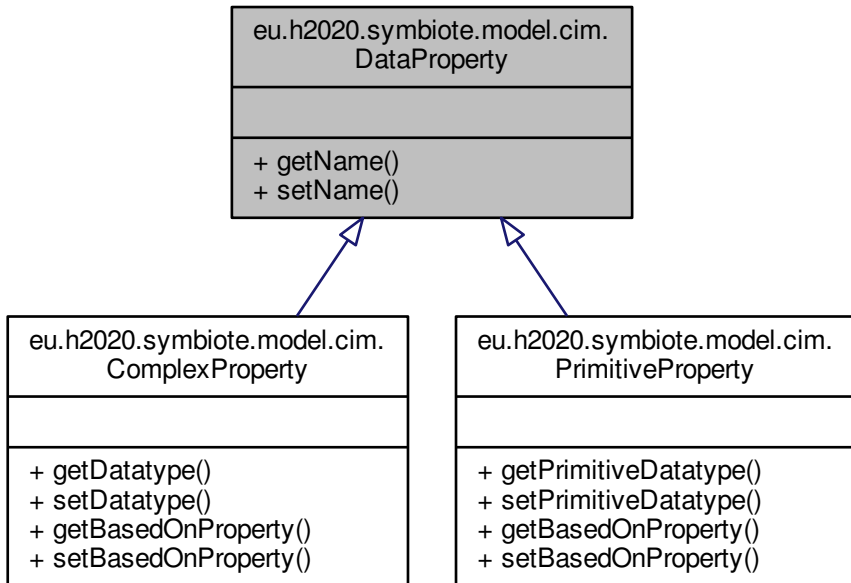 eu.h2020.symbiote.model.cim.
DataProperty
+ getName()
+ setName()
eu.h2020.symbiote.model.cim.
ComplexProperty
+ getDatatype()
+ setDatatype()
+ getBasedOnProperty()
+ setBasedOnProperty()
eu.h2020.symbiote.model.cim.
PrimitiveProperty
+ getPrimitiveDatatype()
+ setPrimitiveDatatype()
+ getBasedOnProperty()
+ setBasedOnProperty()